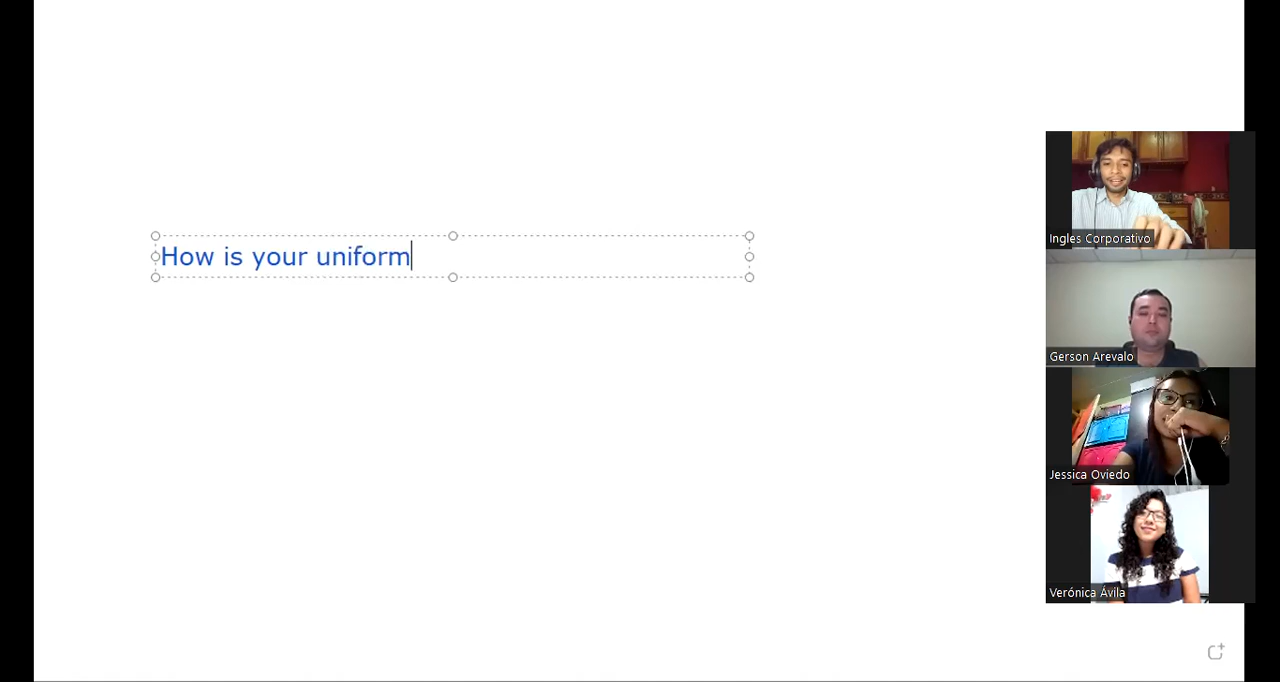 How is your uniform
Ingles Corporativo
Gerson Arevalo
Jessica Oviedo
Verónica Ávila